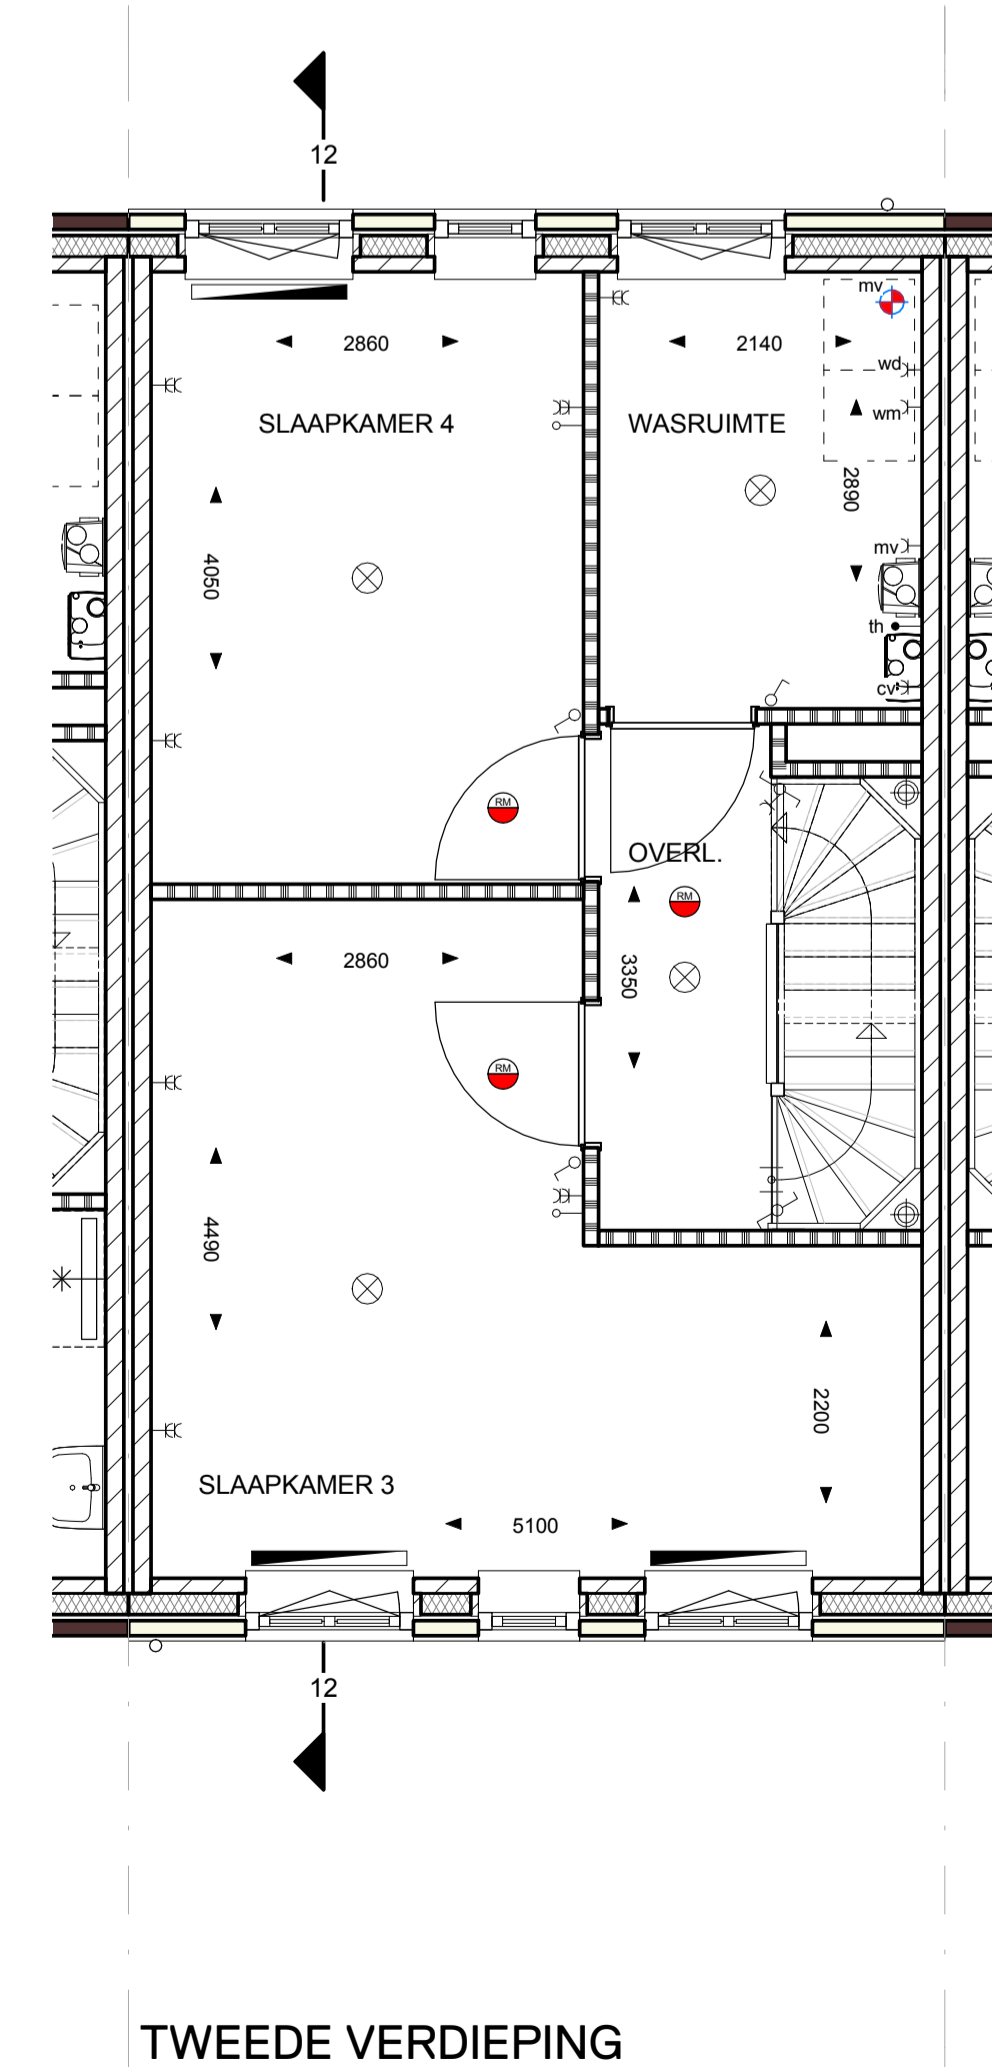 12
mv
2860
2140
wd
wm
SLAAPKAMER 4
WASRUIMTE
2890
4050
mv
th
cv
RM
OVERL.
RM
2860
3350
RM
4490
2200
SLAAPKAMER 3
5100
12
TWEEDE VERDIEPING